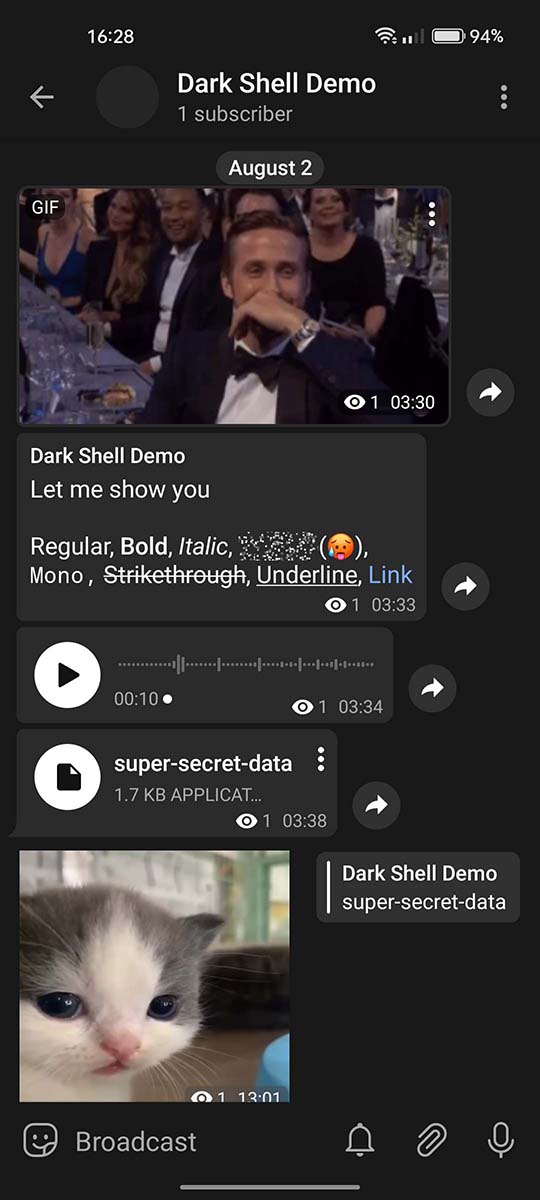 16:28
94%
Dark Shell Demo
1 subscriber
August 2
GIF
1 03:30
Dark Shell Demo
Let me show you
Regular, Bold, Italic, (🥵),
Mono, Strikethrough, Underline, Link
1 03:33
00:10
1 03:34
super-secret-data
1.7 KB APPLICAT...
1 03:38
Dark Shell Demo
super-secret-data
1 13:01
Broadcast